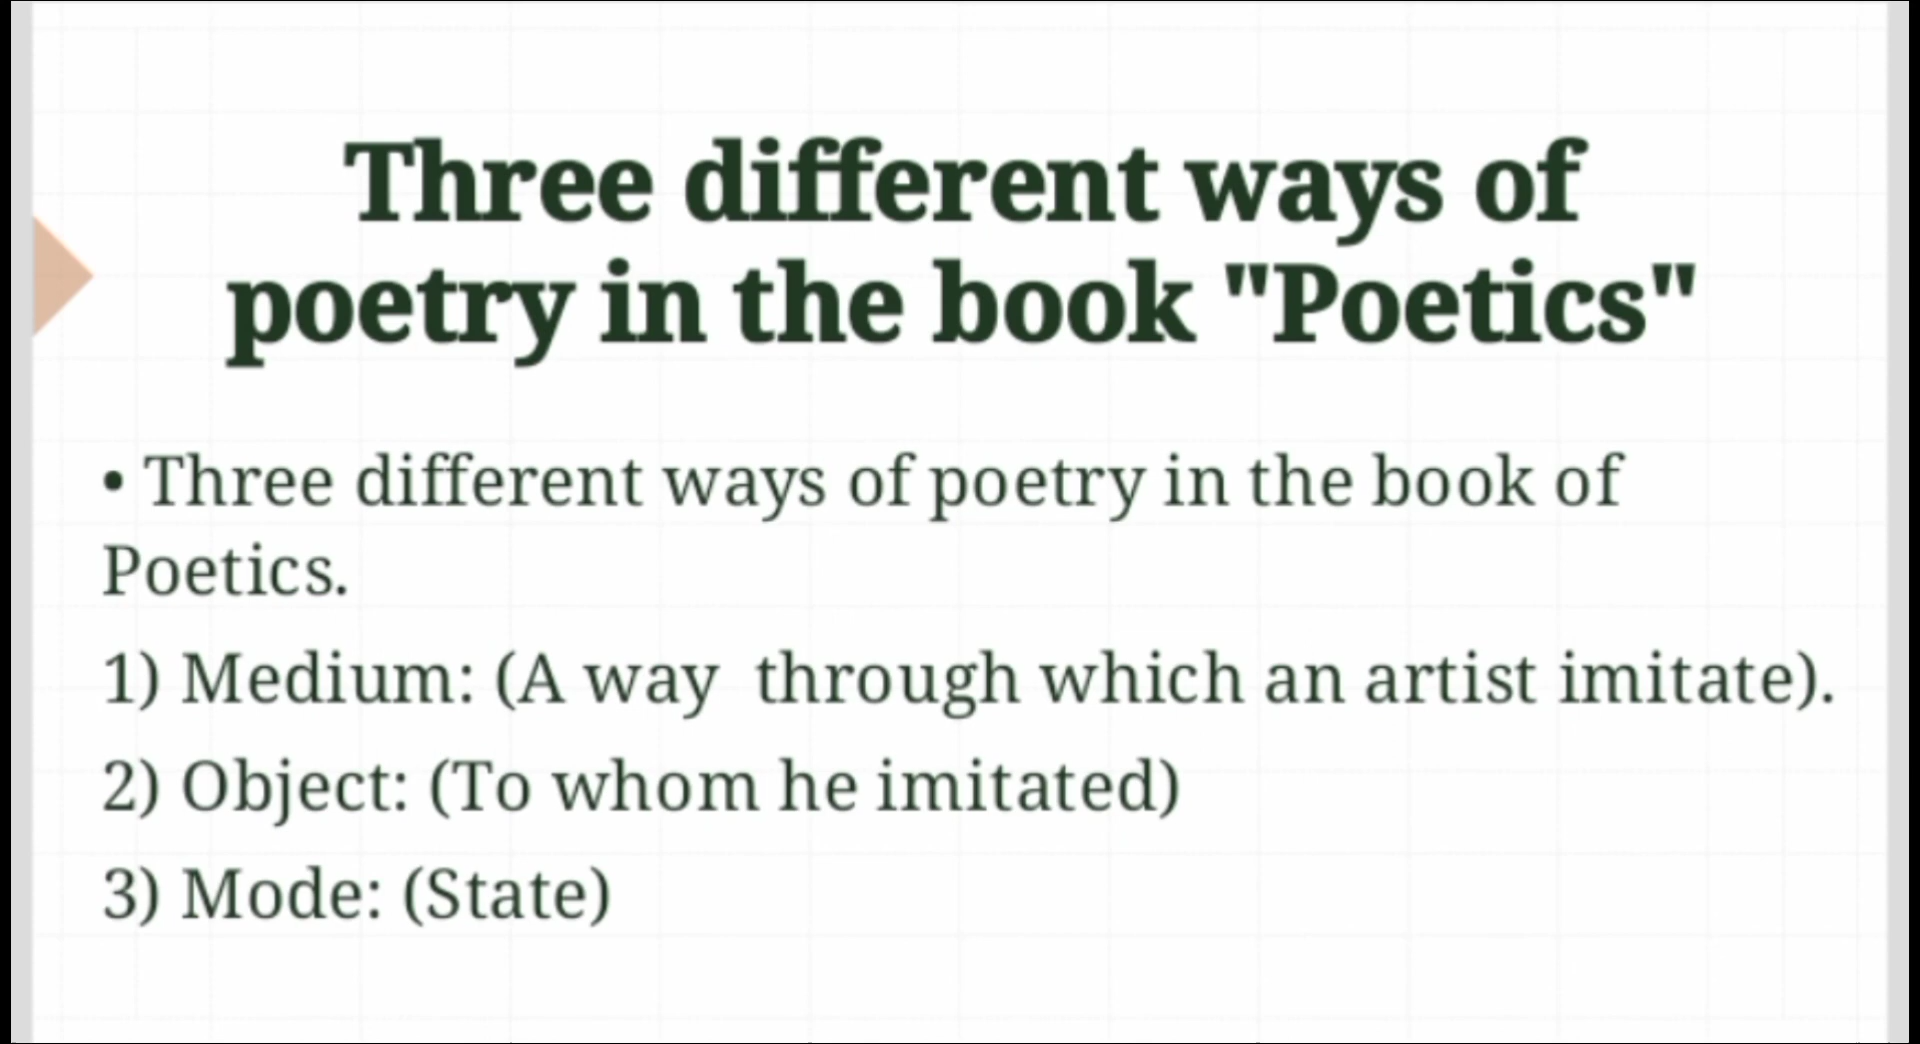 Three different ways of
poetry in the book "Poetics"
• Three different ways of poetry in the book of
Poetics.
1) Medium: (A way  through which an artist imitate).
2) Object: (To whom he imitated)
3) Mode: (State)